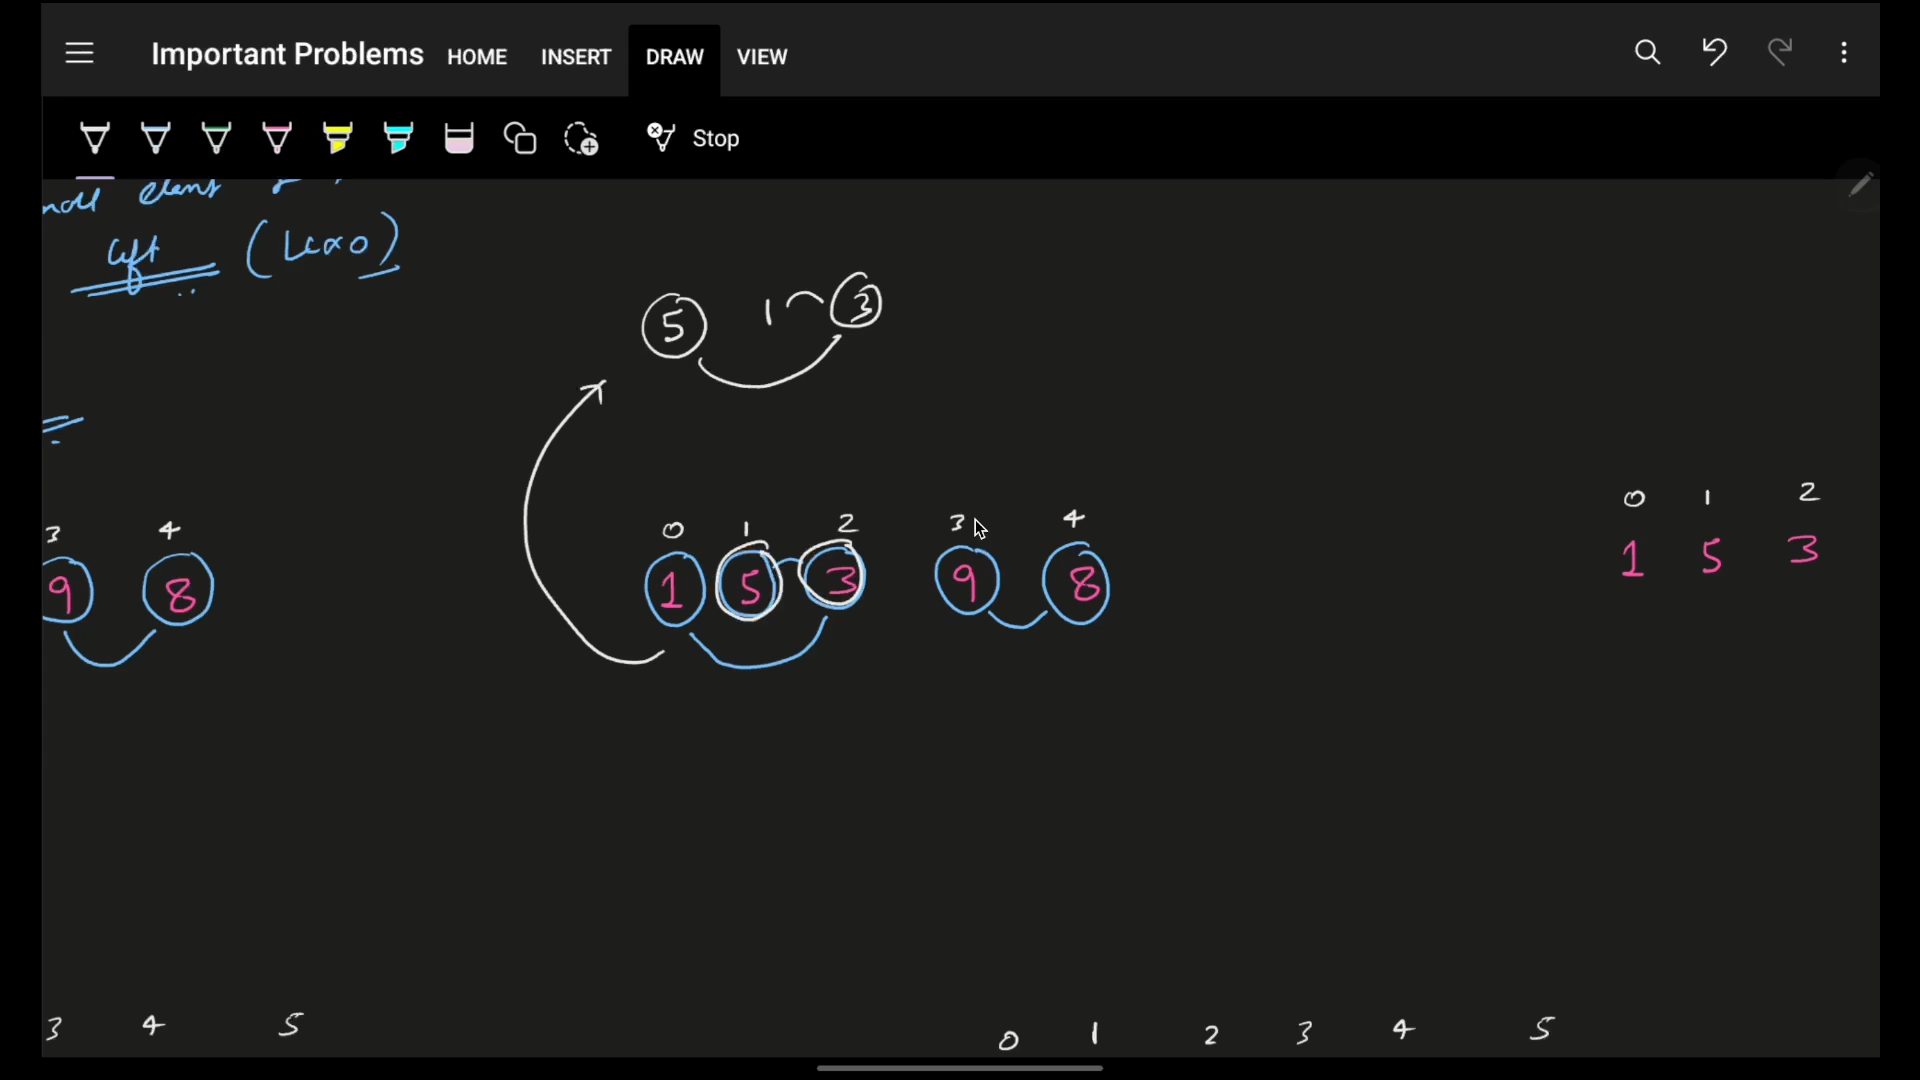 Important Problems HOME INSERT DRAW VIEW
Stop
left (Lexo)
5 1 3
0 1 2
3 4 0 1 2 3 4
1 5 3
9 8 1 5 3 9 8
3 4 5 0 1 2 3 4 5